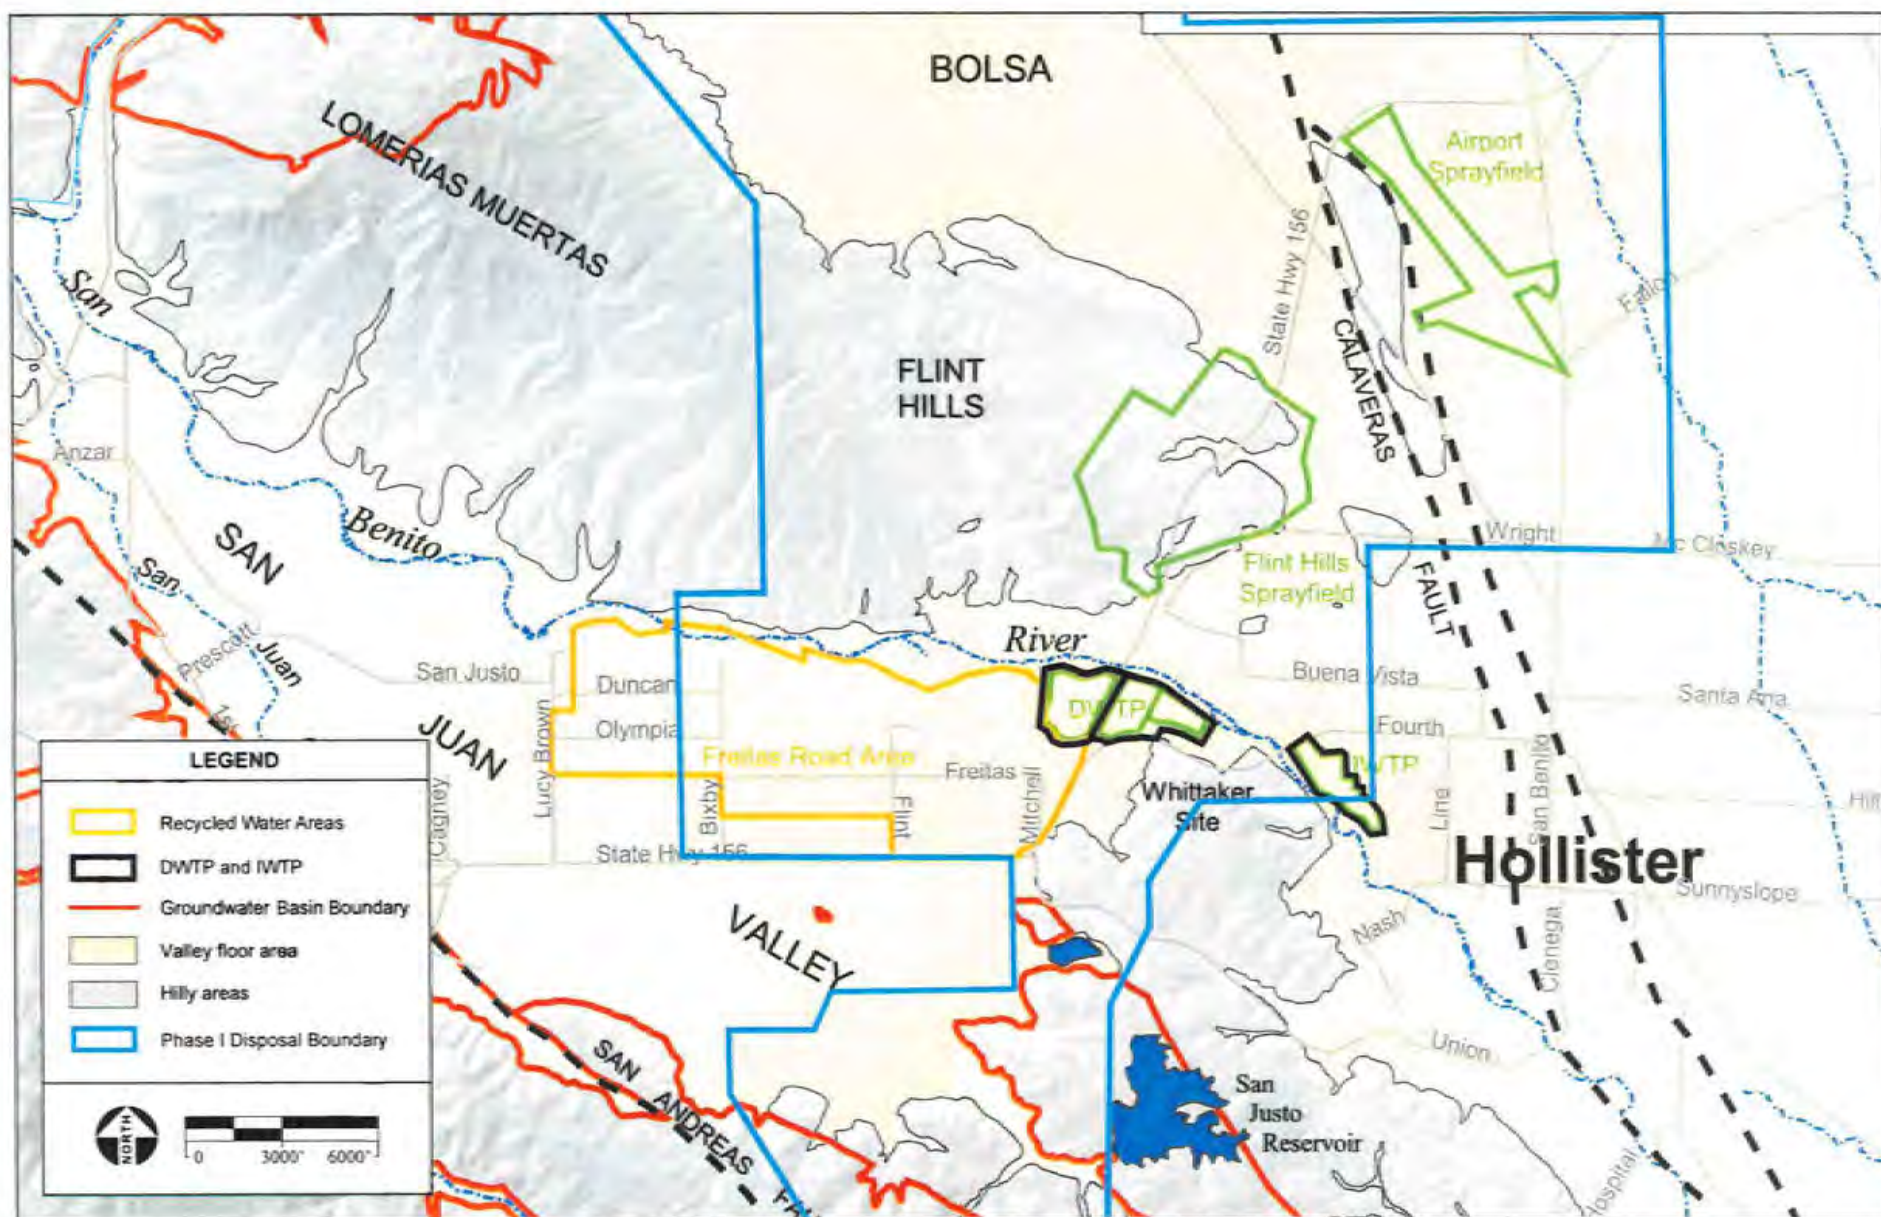 BOLSA
LOMERIAS MUERTAS
Airport
Sprayfield
State Hwy 156
Fallon
San
CALAVERAS
FLINT
HILLS
Anzar
Benito
SAN
Wright
Mc Closkey
San
Flint Hills
Sprayfield
FAULT
River
Prescott
Juan
San Justo
Duncan
Buena Vista
Santa Ana
1st
JUAN
Lucy Brown
Olympia
DWTP
Fourth
Freitas Road Area
Freitas
IWTP
San Benito
Bixby
Flint
Mitchell
Whittaker
Site
Line
Cagney
State Hwy 156
Hollister
Sunnyslope
VALLEY
Nash
Cienega
Union
SAN
ANDREAS
San
Justo
Reservoir
Hospital
LEGEND
Recycled Water Areas
DWTP and IWTP
Groundwater Basin Boundary
Valley floor area
Hilly areas
Phase I Disposal Boundary
NORTH
0 3000' 6000'